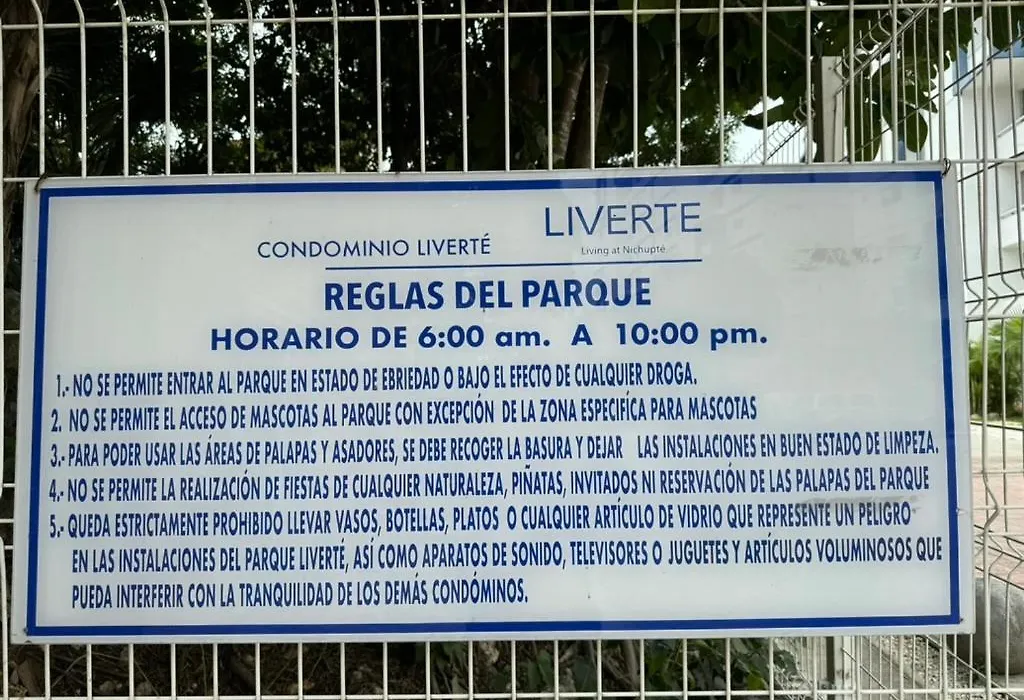 LIVERTE
CONDOMINIO LIVERTÉ
Living at Nichupté
REGLAS DEL PARQUE
HORARIO DE 6:00 am. A 10:00 pm.
1.- NO SE PERMITE ENTRAR AL PARQUE EN ESTADO DE EBRIEDAD O BAJO EL EFECTO DE CUALQUIER DROGA.
2. NO SE PERMITE EL ACCESO DE MASCOTAS AL PARQUE CON EXCEPCIÓN DE LA ZONA ESPECIFÍCA PARA MASCOTAS
3.- PARA PODER USAR LAS ÁREAS DE PALAPAS Y ASADORES, SE DEBE RECOGER LA BASURA Y DEJAR LAS INSTALACIONES EN BUEN ESTADO DE LIMPEZA.
4.- NO SE PERMITE LA REALIZACIÓN DE FIESTAS DE CUALQUIER NATURALEZA, PIÑATAS, INVITADOS NI RESERVACIÓN DE LAS PALAPAS DEL PARQUE
5.- QUEDA ESTRICTAMENTE PROHIBIDO LLEVAR VASOS, BOTELLAS, PLATOS O CUALQUIER ARTÍCULO DE VIDRIO QUE REPRESENTE UN PELIGRO
EN LAS INSTALACIONES DEL PARQUE LIVERTÉ, ASÍ COMO APARATOS DE SONIDO, TELEVISORES O JUGUETES Y ARTÍCULOS VOLUMINOSOS QUE
PUEDA INTERFERIR CON LA TRANQUILIDAD DE LOS DEMÁS CONDÓMINOS.